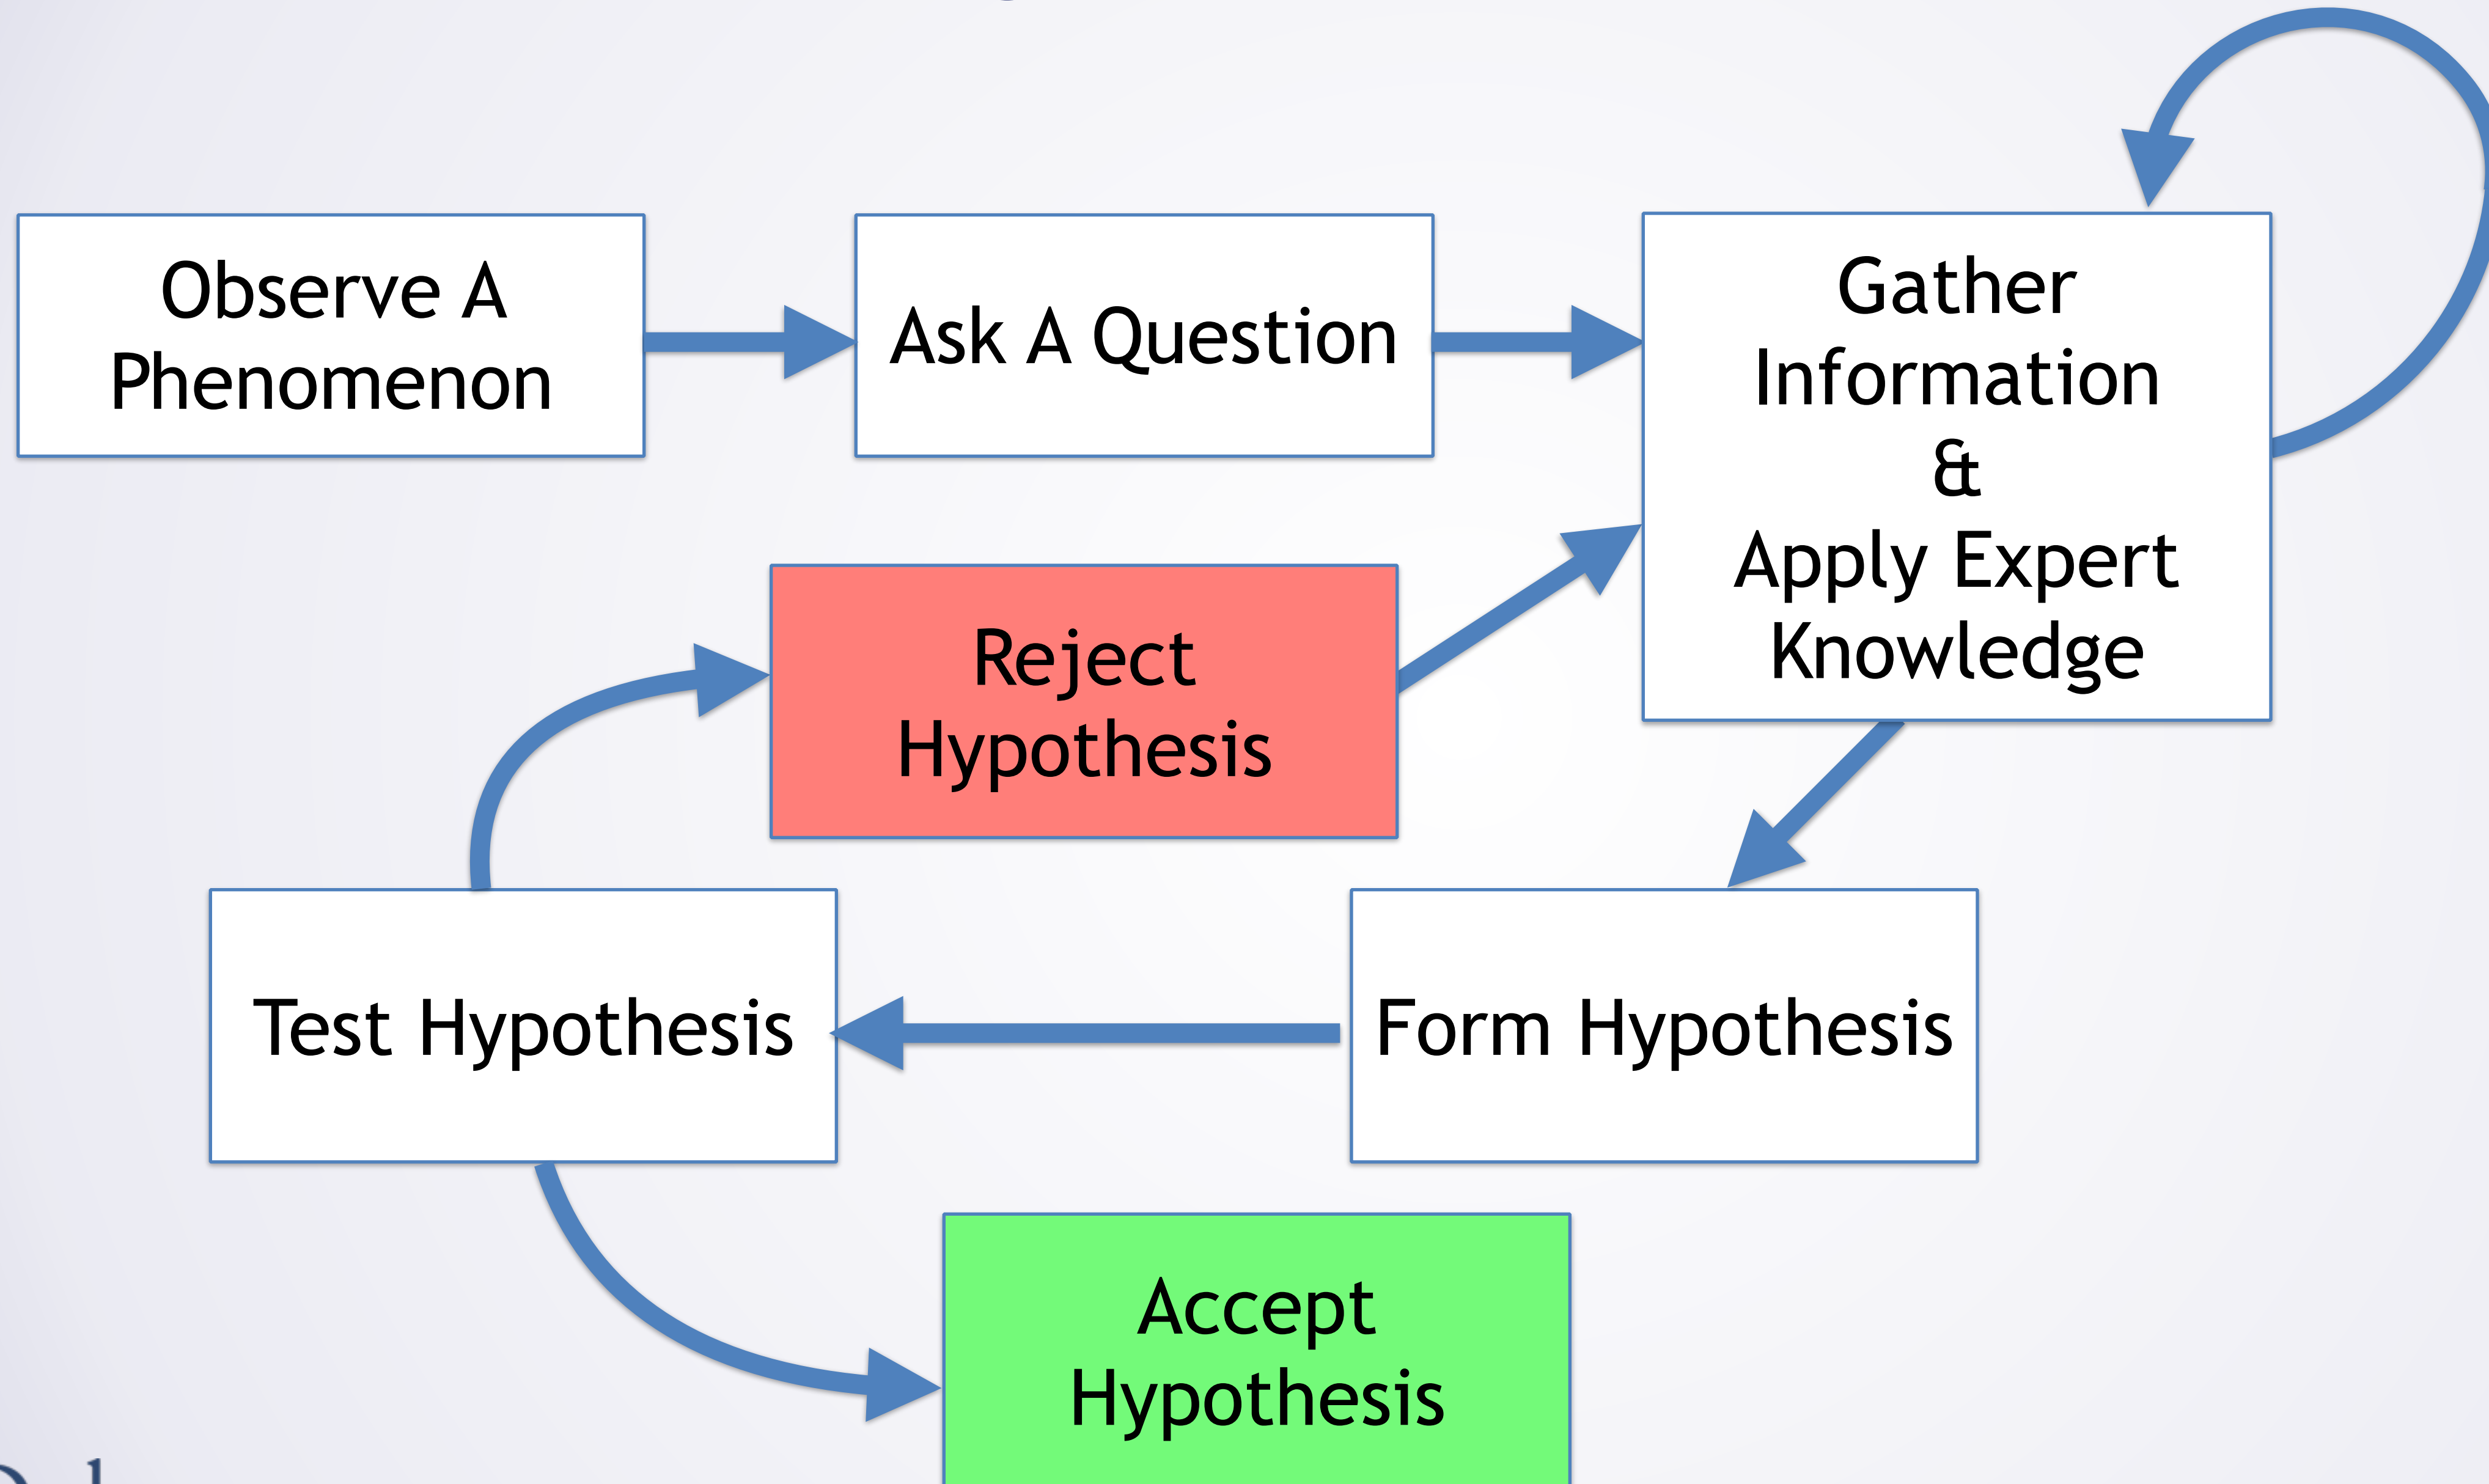 Observe A
Phenomenon
Ask A Question
Gather
Information
&
Apply Expert
Knowledge
Reject
Hypothesis
Test Hypothesis
Form Hypothesis
Accept
Hypothesis